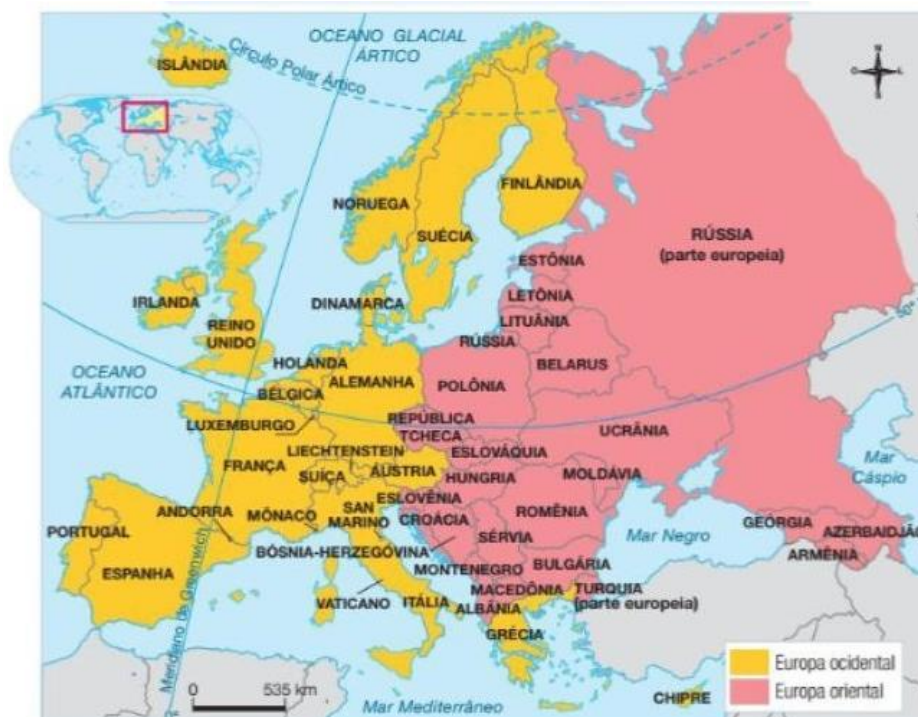 OCEANO GLACIAL
ÁRTICO
Círculo Polar Ártico
ISLÂNDIA
N
O
L
S
NORUEGA
SUÉCIA
FINLÂNDIA
RÚSSIA
(parte europeia)
ESTÔNIA
LETÔNIA
LITUÂNIA
RÚSSIA
BELARUS
IRLANDA
REINO
UNIDO
DINAMARCA
OCEANO
ATLÂNTICO
HOLANDA
BÉLGICA
ALEMANHA
POLÔNIA
LUXEMBURGO
REPÚBLICA
TCHECA
UCRÂNIA
ESLOVÁQUIA
LIECHTENSTEIN
FRANÇA
SUÍÇA
ÁUSTRIA
HUNGRIA
MOLDÁVIA
Mar
Cáspio
ESLOVÊNIA
ANDORRA
MÔNACO
SAN
MARINO
CROÁCIA
ROMÊNIA
PORTUGAL
ESPANHA
BÓSNIA-HERZEGÓVINA
SÉRVIA
Mar Negro
GEÓRGIA
AZERBAIDJÃO
ARMÊNIA
MONTENEGRO
BULGÁRIA
VATICANO
ITÁLIA
MACEDÔNIA
ALBÂNIA
TURQUIA
(parte europeia)
GRÉCIA
Meridiano de Greenwich
0
535 km
Mar Mediterrâneo
CHIPRE
Europa ocidental
Europa oriental